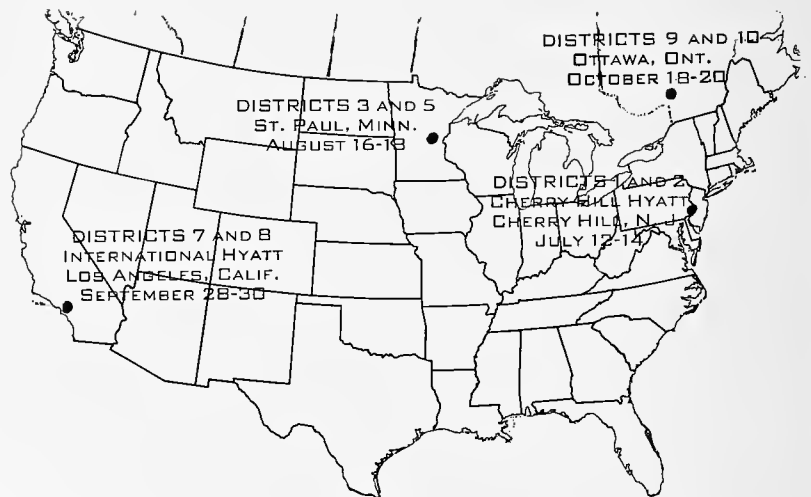 DISTRICTS 9 AND 10
OTTAWA, ONT.
OCTOBER 18-20
DISTRICTS 3 AND 5
ST. PAUL, MINN.
AUGUST 16-18
DISTRICTS 1 AND 2
CHERRY HILL HYATT
CHERRY HILL, N. J.
JULY 12-14
DISTRICTS 7 AND 8
INTERNATIONAL HYATT
LOS ANGELES, CALIF.
SEPTEMBER 28-30